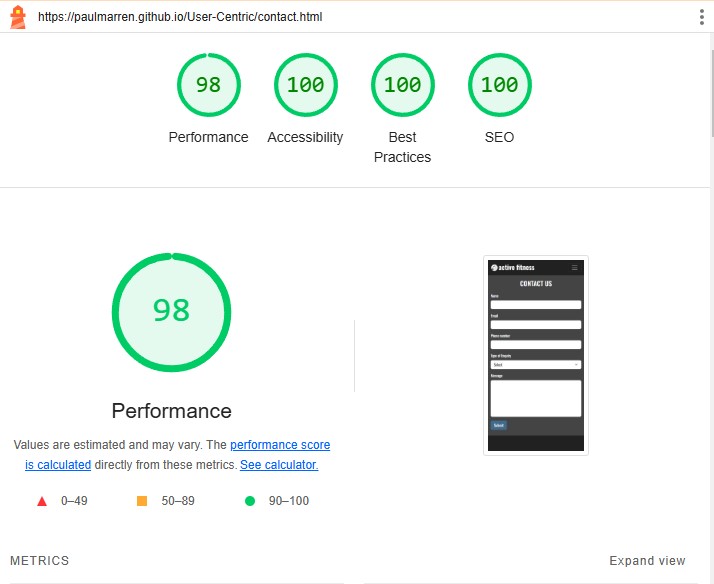 https://paulmarren.github.io/User-Centric/contact.html
98
100
100
100
Performance
Accessibility
Best
Practices
SEO
98
Performance
Values are estimated and may vary. The performance score
is calculated directly from these metrics. See calculator.
0–49
50–89
90–100
active fitness
CONTACT US
Name
Email
Phone number
Type of Enquiry
Select
Message
Submit
METRICS
Expand view